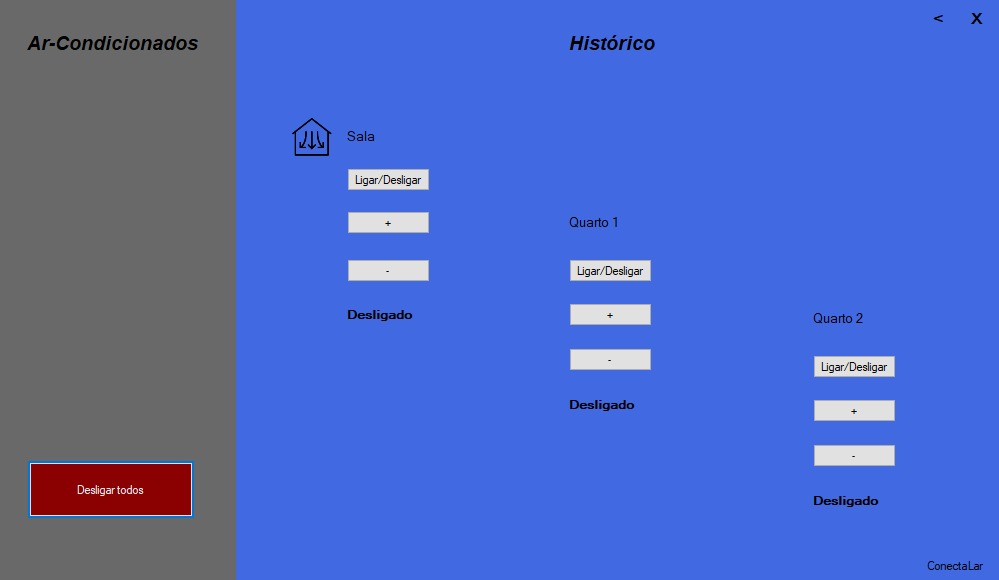 Ar-Condicionados
Histórico
< X
Sala
Ligar/Desligar
+
-
Desligado
Quarto 1
Ligar/Desligar
+
-
Desligado
Quarto 2
Ligar/Desligar
+
-
Desligado
Desligar todos
ConectaLar